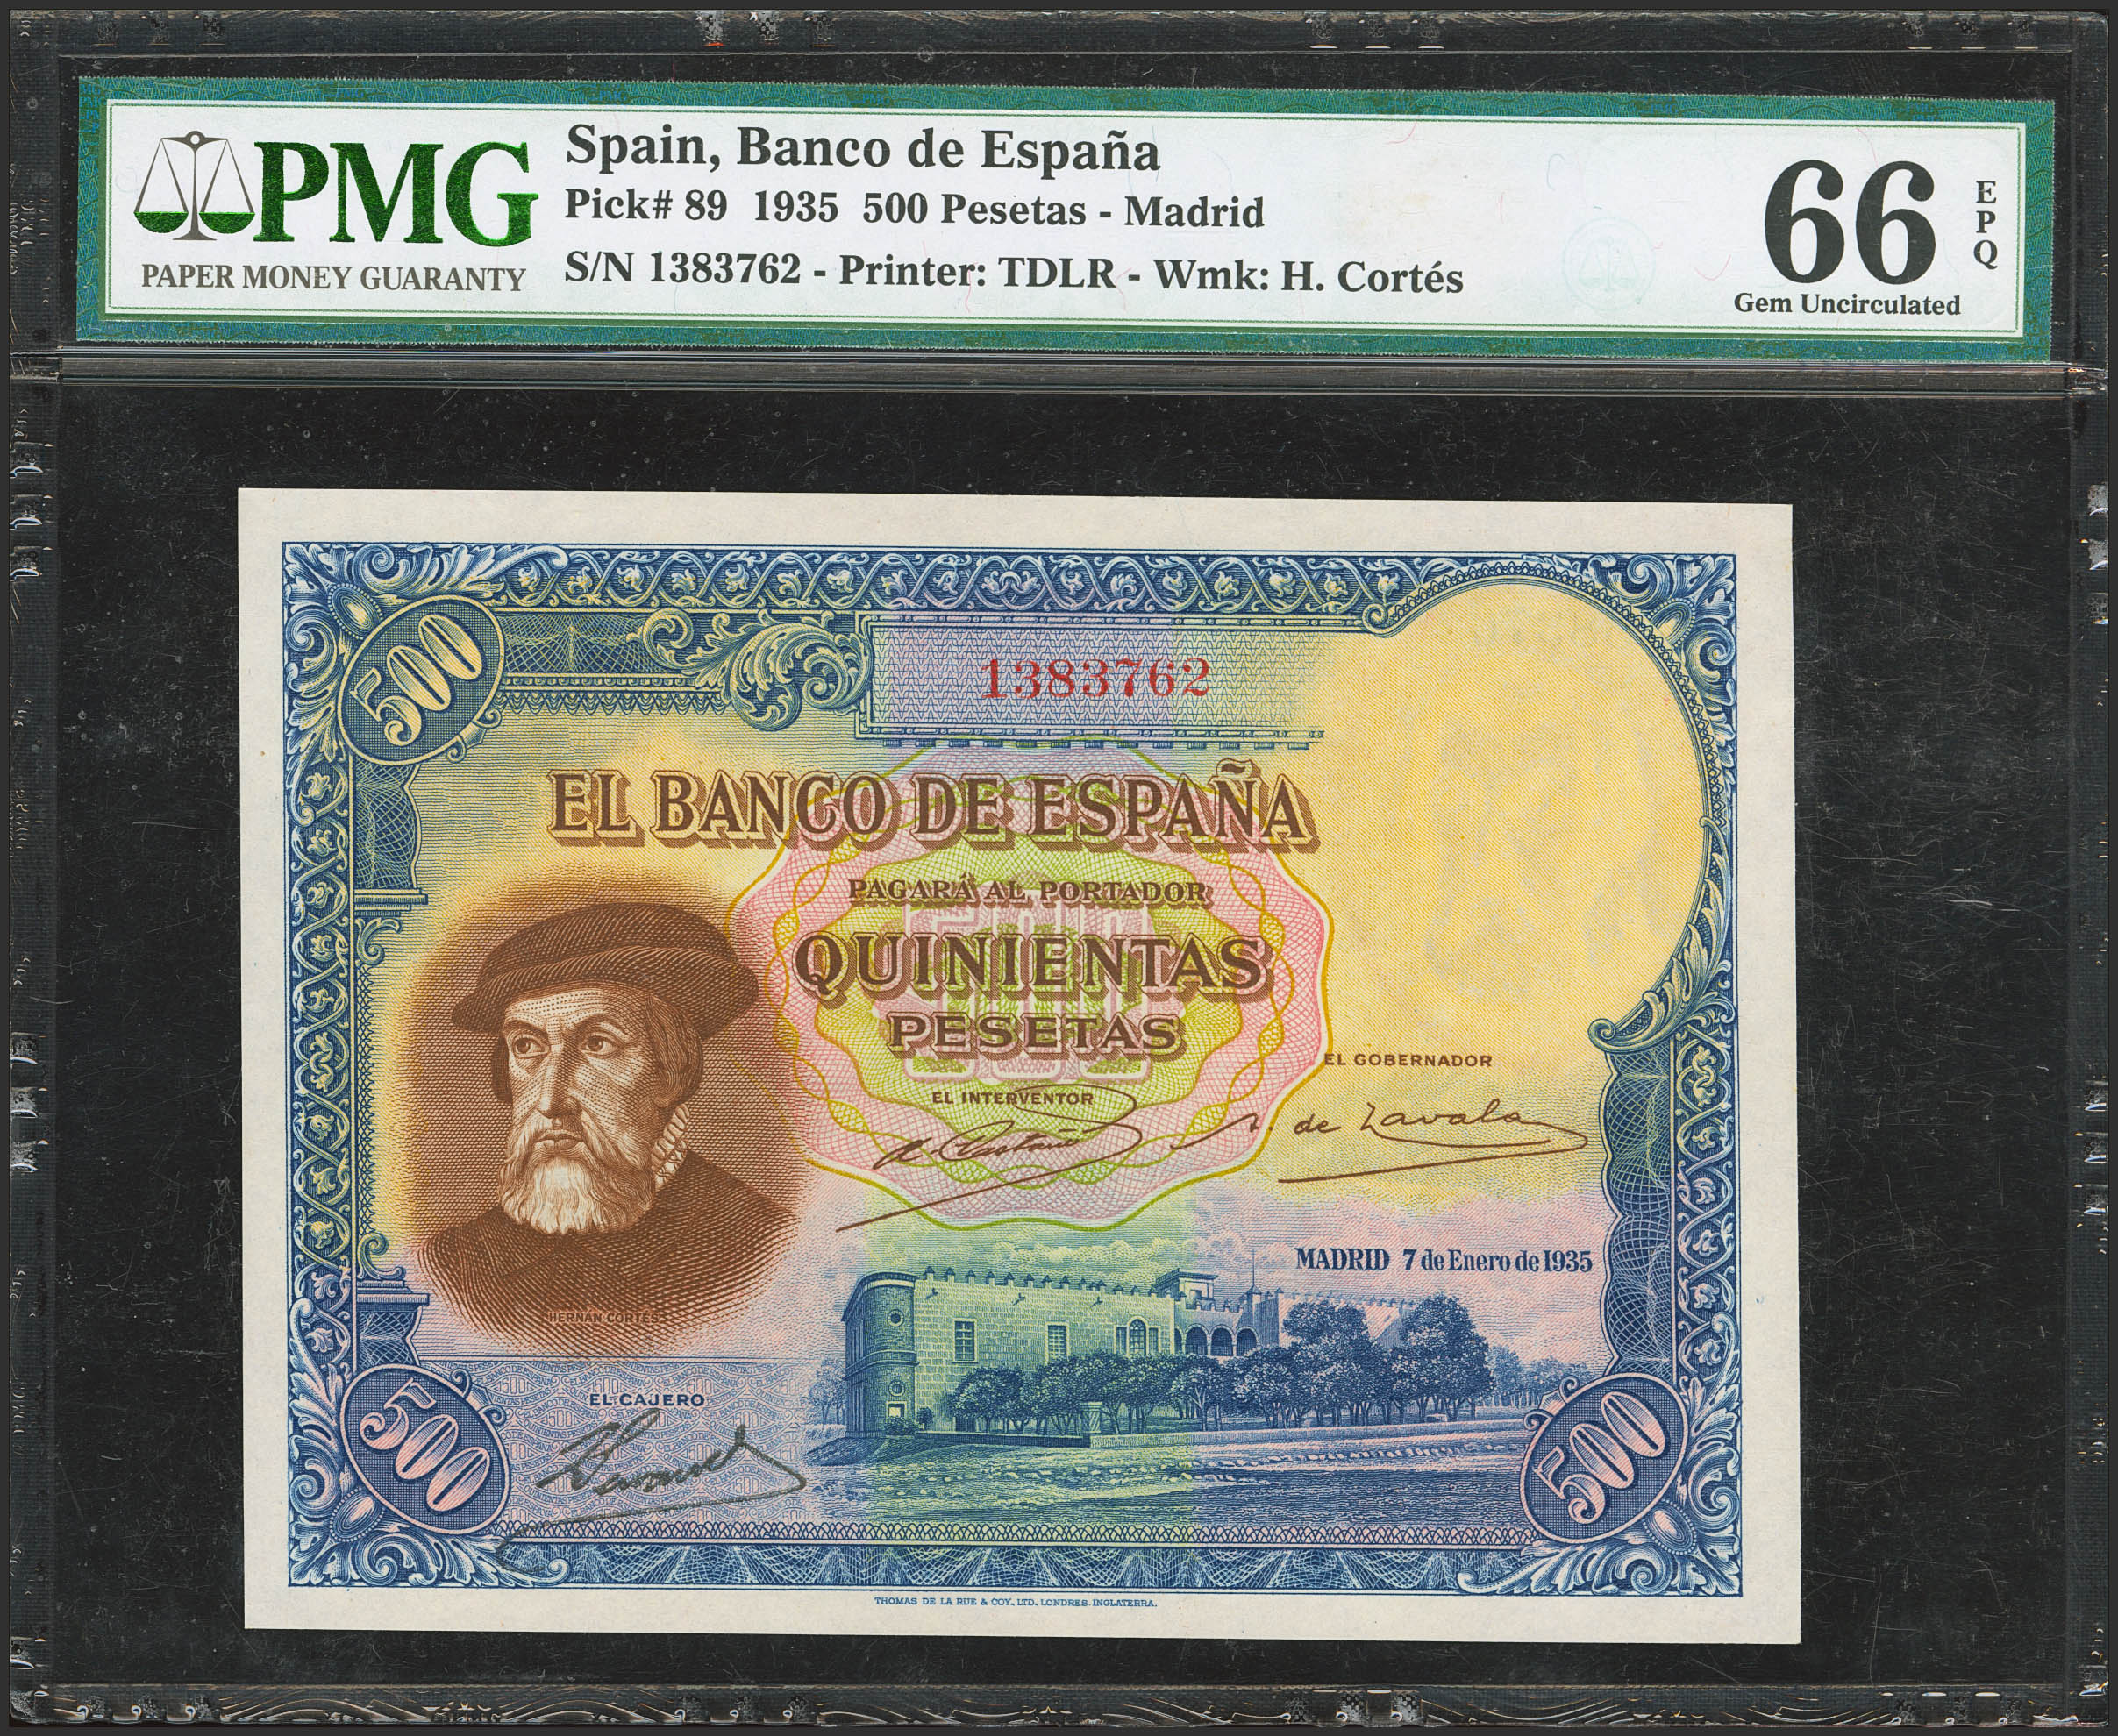 PMG
PAPER MONEY GUARANTY
Spain, Banco de España
Pick# 89 1935 500 Pesetas - Madrid
S/N 1383762 - Printer: TDLR - Wmk: H. Cortés
66
EPQ
Gem Uncirculated
500
1383762
EL BANCO DE ESPAÑA
PAGARÁ AL PORTADOR
QUINIENTAS
PESETAS
500
EL GOBERNADOR
EL INTERVENTOR
de Zavala
MADRID 7 de Enero de 1935
HERNÁN CORTÉS
EL CAJERO
500
500
THOMAS DE LA RUE & COY. LTD. LONDRES. INGLATERRA.